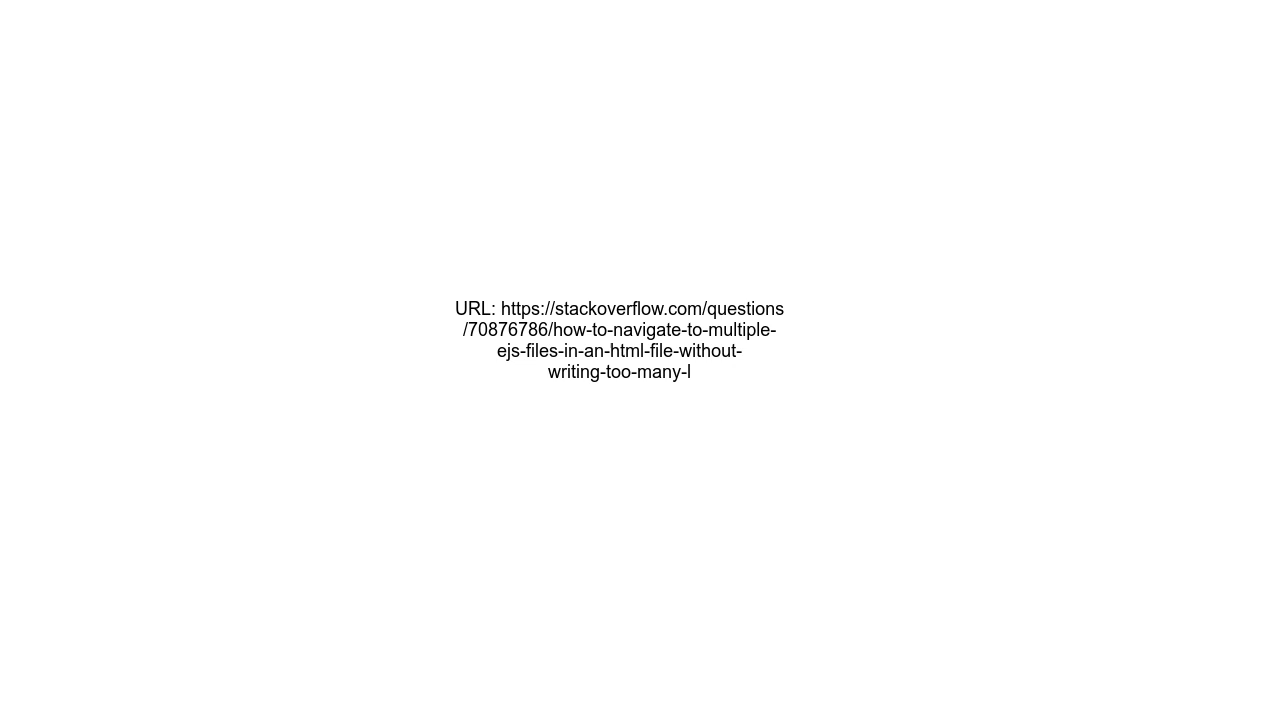 URL: https://stackoverflow.com/questions
/70876786/how-to-navigate-to-multiple-
ejs-files-in-an-html-file-without-
writing-too-many-l